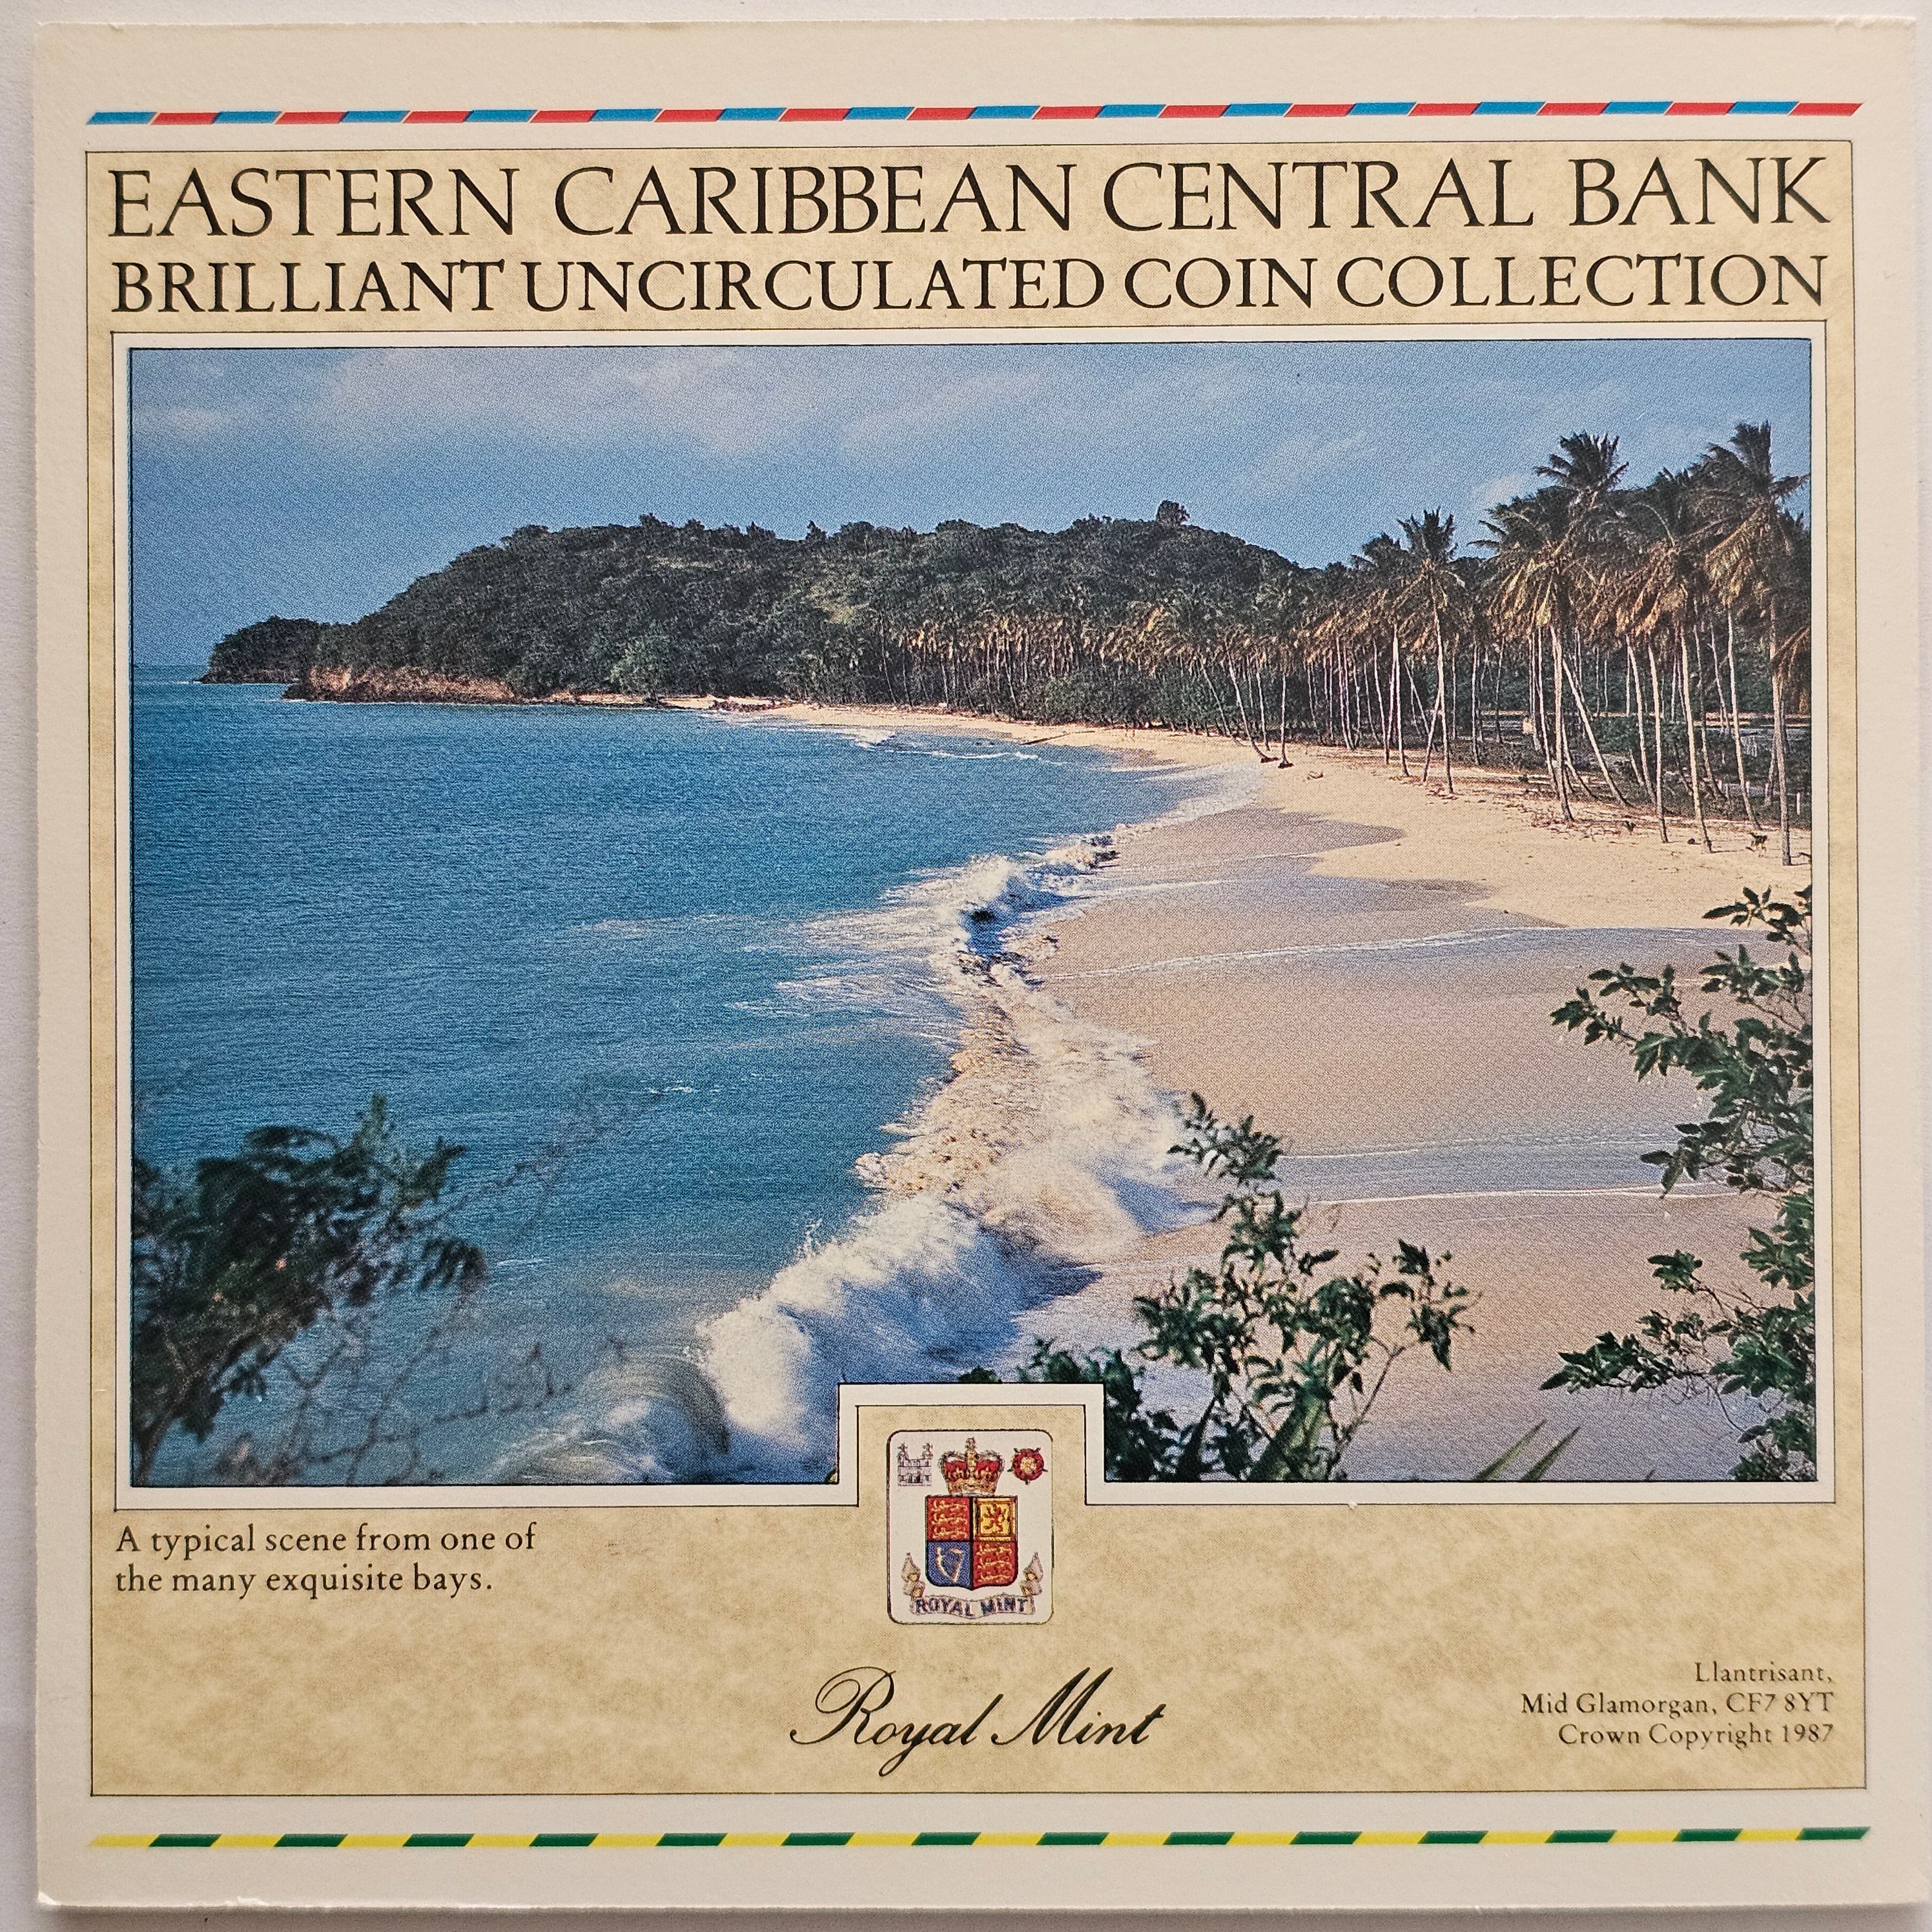 EASTERN CARIBBEAN CENTRAL BANK
BRILLIANT UNCIRCULATED COIN COLLECTION
A typical scene from one of
the many exquisite bays.
ROYAL MINT
Royal Mint
Llantrisant,
Mid Glamorgan, CF7 8YT
Crown Copyright 1987